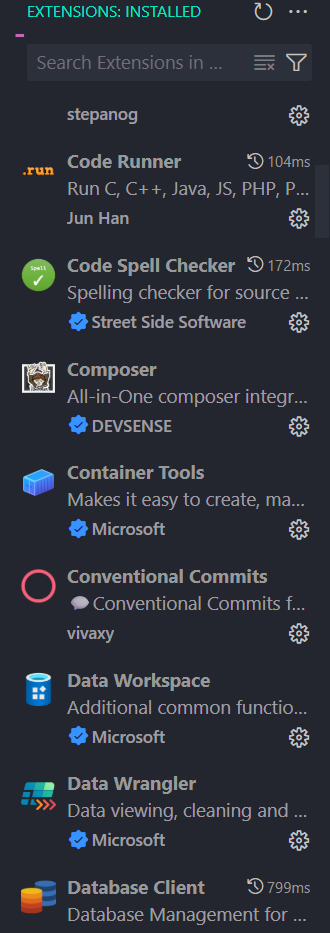 EXTENSIONS: INSTALLED
Search Extensions in ...
stepanog
.run
Code Runner 104ms
Run C, C++, Java, JS, PHP, P...
Jun Han
Spell
Code Spell Checker 172ms
Spelling checker for source ...
Street Side Software
Composer
All-in-One composer integr...
DEVSENSE
Container Tools
Makes it easy to create, ma...
Microsoft
Conventional Commits
💬Conventional Commits f...
vivaxy
Data Workspace
Additional common functio...
Microsoft
Data Wrangler
Data viewing, cleaning and ...
Microsoft
Database Client 799ms
Database Management for ...